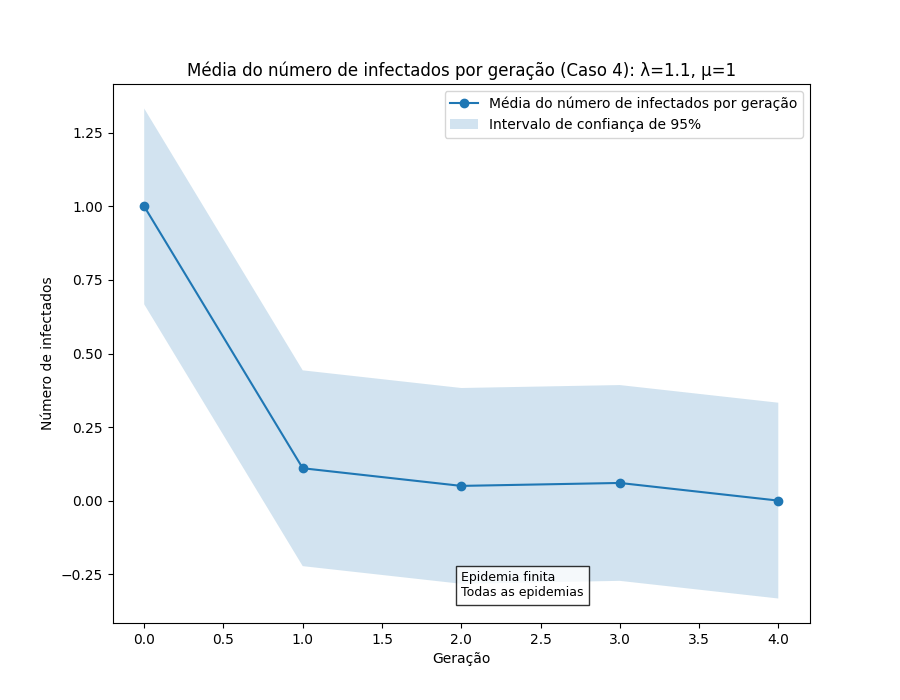 Média do número de infectados por geração (Caso 4): λ=1.1, μ=1
Média do número de infectados por geração
Intervalo de confiança de 95%
Número de infectados
1.25
1.00
0.75
0.50
0.25
0.00
−0.25
Epidemia finita
Todas as epidemias
0.0 0.5 1.0 1.5 2.0 2.5 3.0 3.5 4.0
Geração